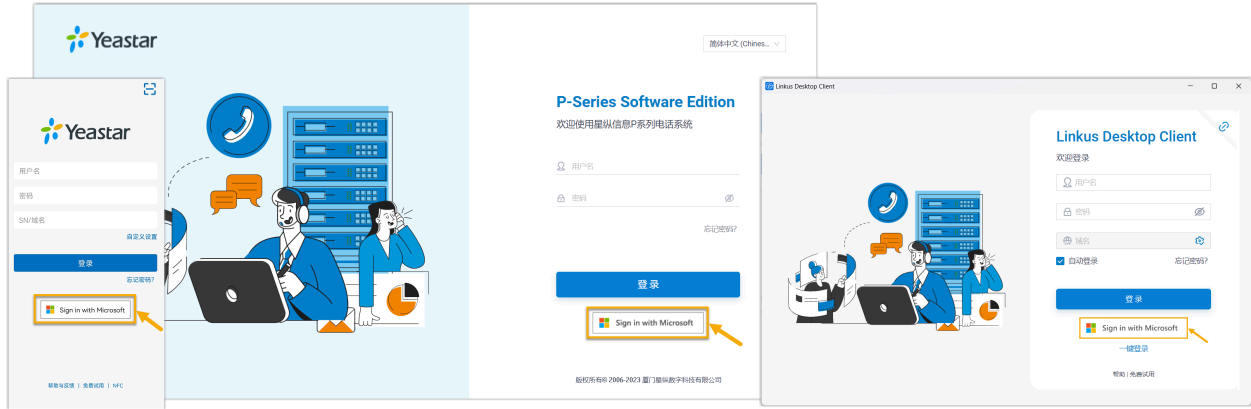 Yeastar
用户名
密码
SN/域名
自定义设置
登录
忘记密码?
Sign in with Microsoft
帮助与反馈 | 免费试用 | NFC
Yeastar
简体中文 (Chines...
P-Series Software Edition
欢迎使用星纵信息P系列电话系统
用户名
密码
忘记密码?
登录
Sign in with Microsoft
版权所有© 2006-2023 厦门星纵数字科技有限公司
Linkus Desktop Client
Linkus Desktop Client
欢迎登录
用户名
密码
域名
自动登录 忘记密码?
登录
Sign in with Microsoft
一键登录
帮助 | 免费试用